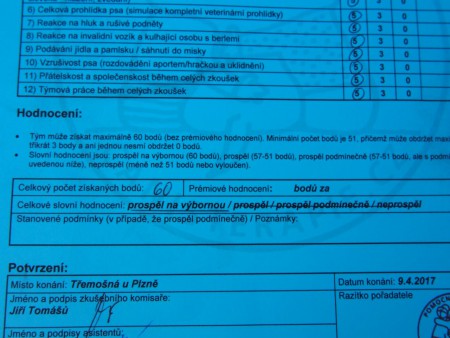 6) Celková prohlídka psa (simulace kompletní veterinární prohlídky) 5 3 0
7) Reakce na hluk a rušivé podněty 5 3 0
8) Reakce na invalidní vozík a kulhající osobu s berlemi 5 3 0
9) Podávání jídla a pamlsku / sáhnutí do misky 5 3 0
10) Vzrušivost psa (rozdovádění aportem/hračkou a uklidnění) 5 3 0
11) Přátelskost a společenskost během celých zkoušek 5 3 0
12) Týmová práce během celých zkoušek 5 3 0
Hodnocení:
• Tým může získat maximálně 60 bodů (bez prémiového hodnocení). Minimální počet bodů je 51, přičemž může obdržet maximá
třikrát 3 body a ani jednou nesmí obdržet 0 bodů.
• Slovní hodnocení jsou: prospěl na výbornou (60 bodů), prospěl (57-51 bodů), prospěl podmínečně (57-51 bodů, ale s podmí
uvedenou níže), neprospěl (méně než 51 bodů nebo vyloučen).
Celkový počet získaných bodů: 60 Prémiové hodnocení: bodů za
Celkové slovní hodnocení: prospěl na výbornou / prospěl / prospěl podmínečně / neprospěl
Stanovené podmínky (v případě, že prospěl podmínečně) / Poznámky:
Potvrzení:
Místo konání: Třemošná u Plzně Datum konání: 9.4.2017
Jméno a podpis zkušebního komisaře: Razítko pořadatele
Jiří Tomášů
Jméno a podpisy asistentů:
POMOCN